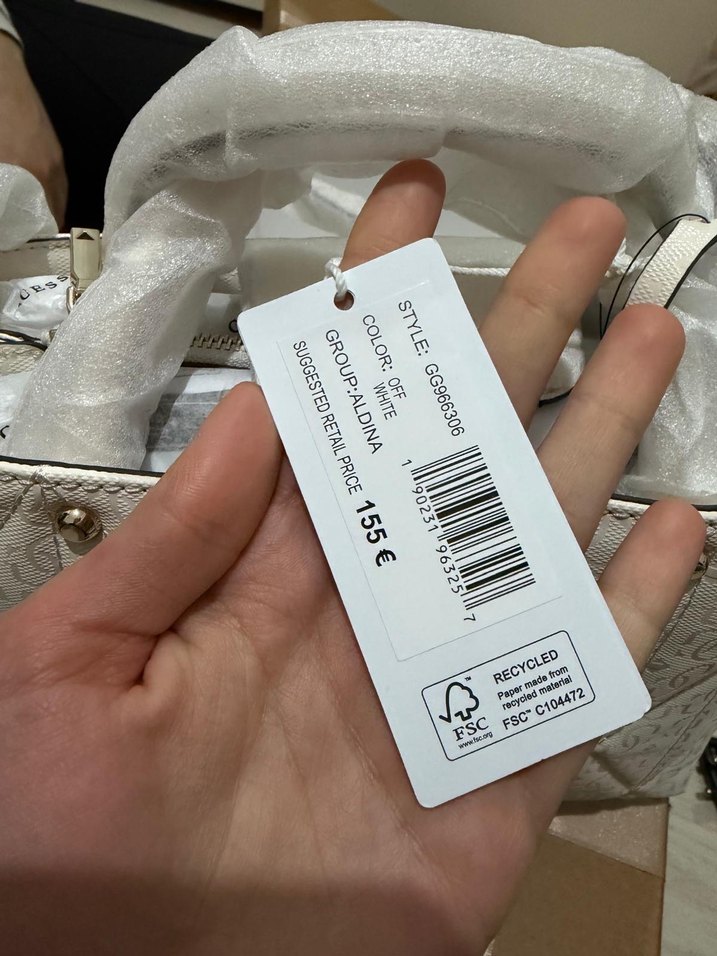 STYLE: GG966306
COLOR: OFF
WHITE
GROUP:ALDINA
SUGGESTED RETAIL PRICE 155 €
1 90231 96325 7
FSC
www.fsc.org
RECYCLED
Paper made from
recycled material
FSC™ C104472